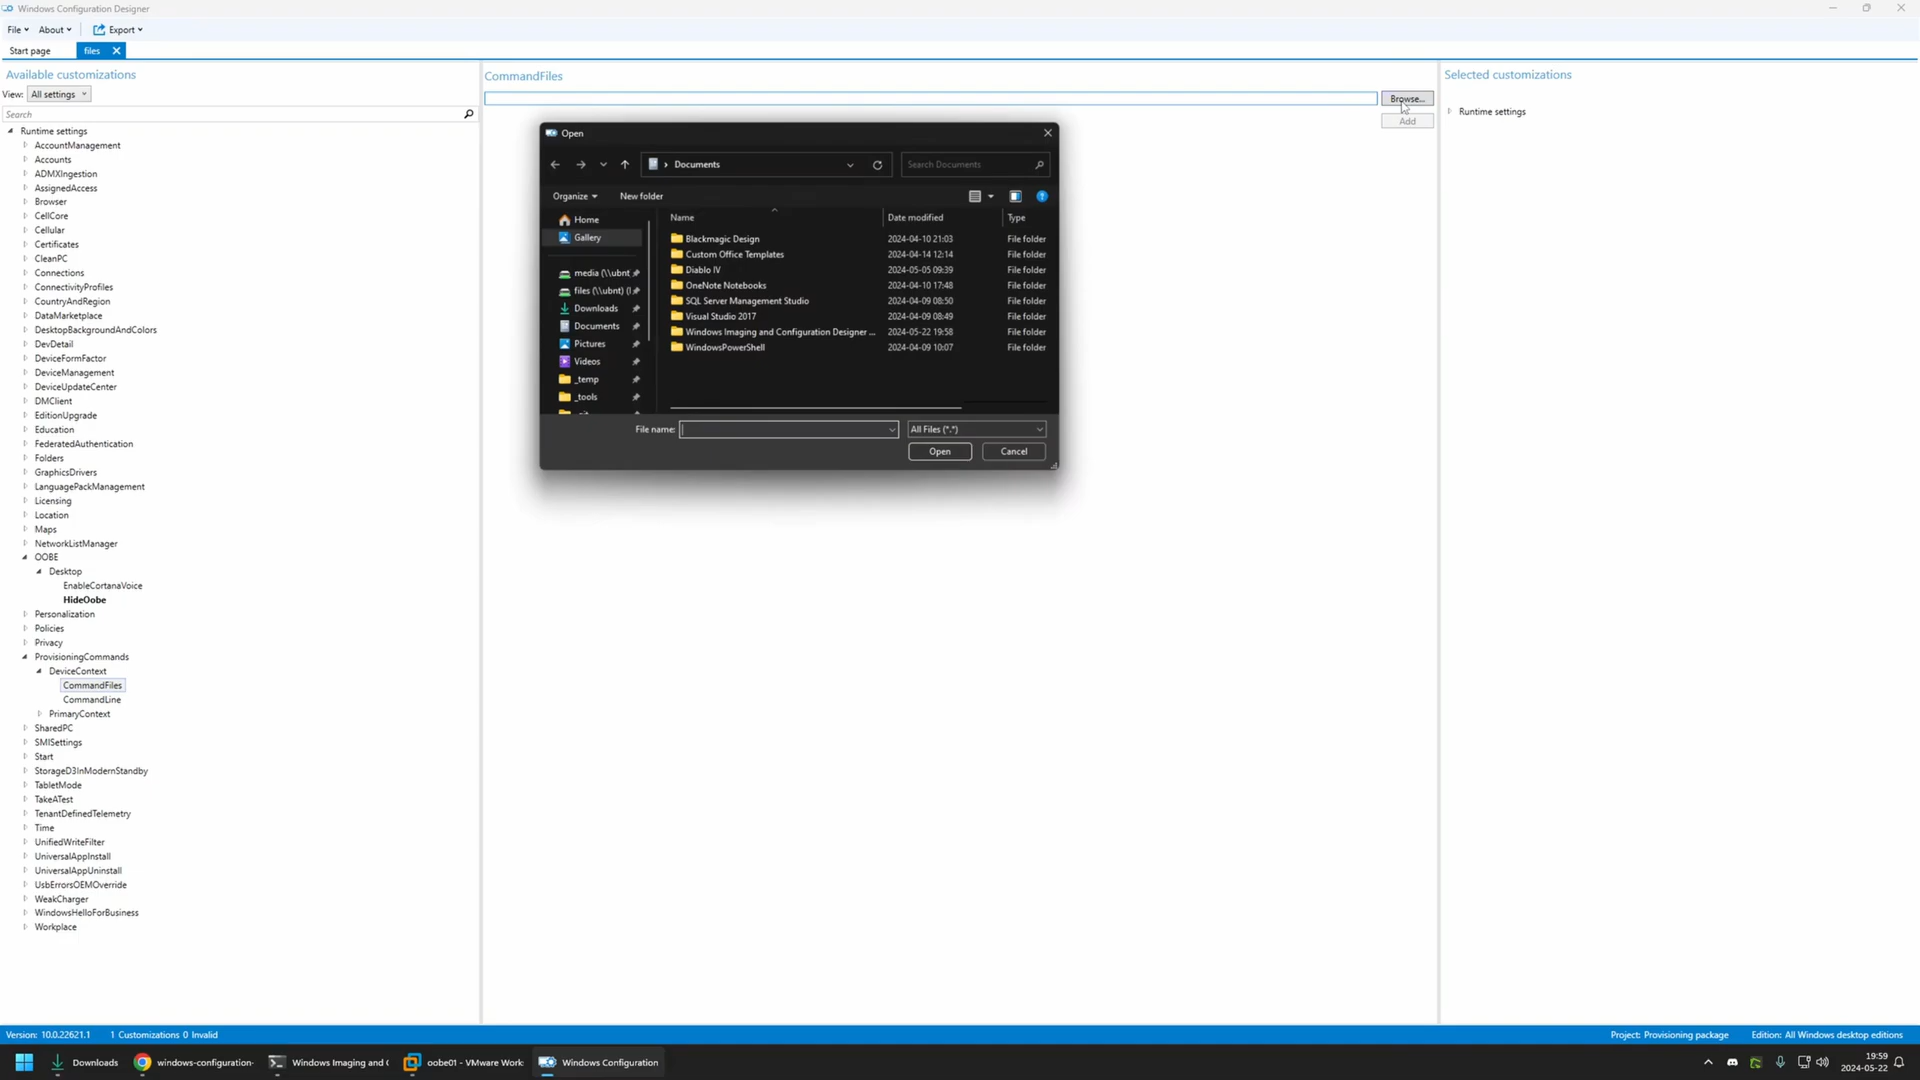 Windows Configuration Designer
File About Export
Start page files
Available customizations
View: All settings
Search
Runtime settings
AccountManagement
Accounts
ADMXIngestion
AssignedAccess
Browser
CellCore
Cellular
Certificates
CleanPC
Connections
ConnectivityProfiles
CountryAndRegion
DataMarketplace
DesktopBackgroundAndColors
DevDetail
DeviceFormFactor
DeviceManagement
DeviceUpdateCenter
DMClient
EditionUpgrade
Education
FederatedAuthentication
Folders
GraphicsDrivers
LanguagePackManagement
Licensing
Location
Maps
NetworkListManager
OOBE
Desktop
EnableCortanaVoice
HideOobe
Personalization
Policies
Privacy
ProvisioningCommands
DeviceContext
CommandFiles
CommandLine
PrimaryContext
SharedPC
SMISettings
Start
StorageD3InModernStandby
TabletMode
TakeATest
TenantDefinedTelemetry
Time
UnifiedWriteFilter
UniversalAppInstall
UniversalAppUninstall
UsbErrorsOEMOverride
WeakCharger
WindowsHelloForBusiness
Workplace
CommandFiles
Browse...
Add
Open
Documents
Search Documents
Organize New folder
Home
Gallery
media (\\ubnt
files (\\ubnt) (
Downloads
Documents
Pictures
Videos
_temp
_tools
Name Date modified Type
Blackmagic Design 2024-04-10 21:03 File folder
Custom Office Templates 2024-04-14 12:14 File folder
Diablo IV 2024-05-05 09:39 File folder
OneNote Notebooks 2024-04-10 17:48 File folder
SQL Server Management Studio 2024-04-09 08:50 File folder
Visual Studio 2017 2024-04-09 08:49 File folder
Windows Imaging and Configuration Designer ... 2024-05-22 19:58 File folder
WindowsPowerShell 2024-04-09 10:07 File folder
File name: All Files (*.*)
Open Cancel
Selected customizations
Runtime settings
Version: 10.0.22621.1 1 Customizations 0 Invalid
Project: Provisioning package Edition: All Windows desktop editions
Downloads windows-configuration- Windows Imaging and C oobe01 - VMware Work Windows Configuration
19:59
2024-05-22